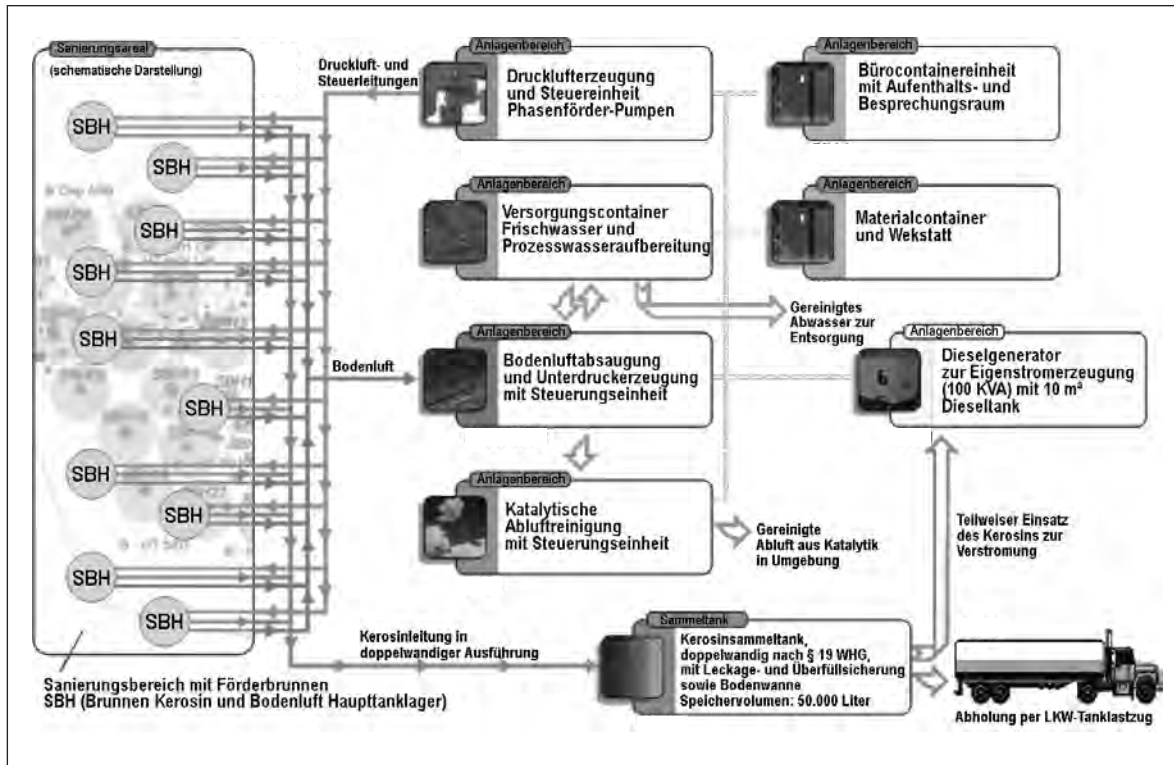 Sanierungsareal
(schematische Darstellung)
SBH
SBH
SBH
SBH
SBH
SBH
SBH
SBH
SBH
SBH
Sanierungsbereich mit Förderbrunnen
SBH (Brunnen Kerosin und Bodenluft Haupttanklager)
Druckluft- und
Steuerleitungen
Bodenluft
Kerosinleitung in
doppelwandiger Ausführung
Anlagenbereich
Drucklufterzeugung
und Steuereinheit
Phasenförder-Pumpen
Anlagenbereich
Bürocontainereinheit
mit Aufenthalts- und
Besprechungsraum
Anlagenbereich
Versorgungscontainer
Frischwasser und
Prozesswasseraufbereitung
Anlagenbereich
Materialcontainer
und Wekstatt
Gereinigtes
Abwasser zur
Entsorgung
Anlagenbereich
Bodenluftabsaugung
und Unterdruckerzeugung
mit Steuerungseinheit
Anlagenbereich
Dieselgenerator
zur Eigenstromerzeugung
(100 KVA) mit 10 m³
Dieseltank
Anlagenbereich
Katalytische
Abluftreinigung
mit Steuerungseinheit
Gereinigte
Abluft aus Katalytik
in Umgebung
Teilweiser Einsatz
des Kerosins zur
Verstromung
Sammeltank
Kerosinsammeltank,
doppelwandig nach § 19 WHG,
mit Leckage- und Überfüllsicherung
sowie Bodenwanne
Speichervolumen: 50.000 Liter
Abholung per LKW-Tanklastzug